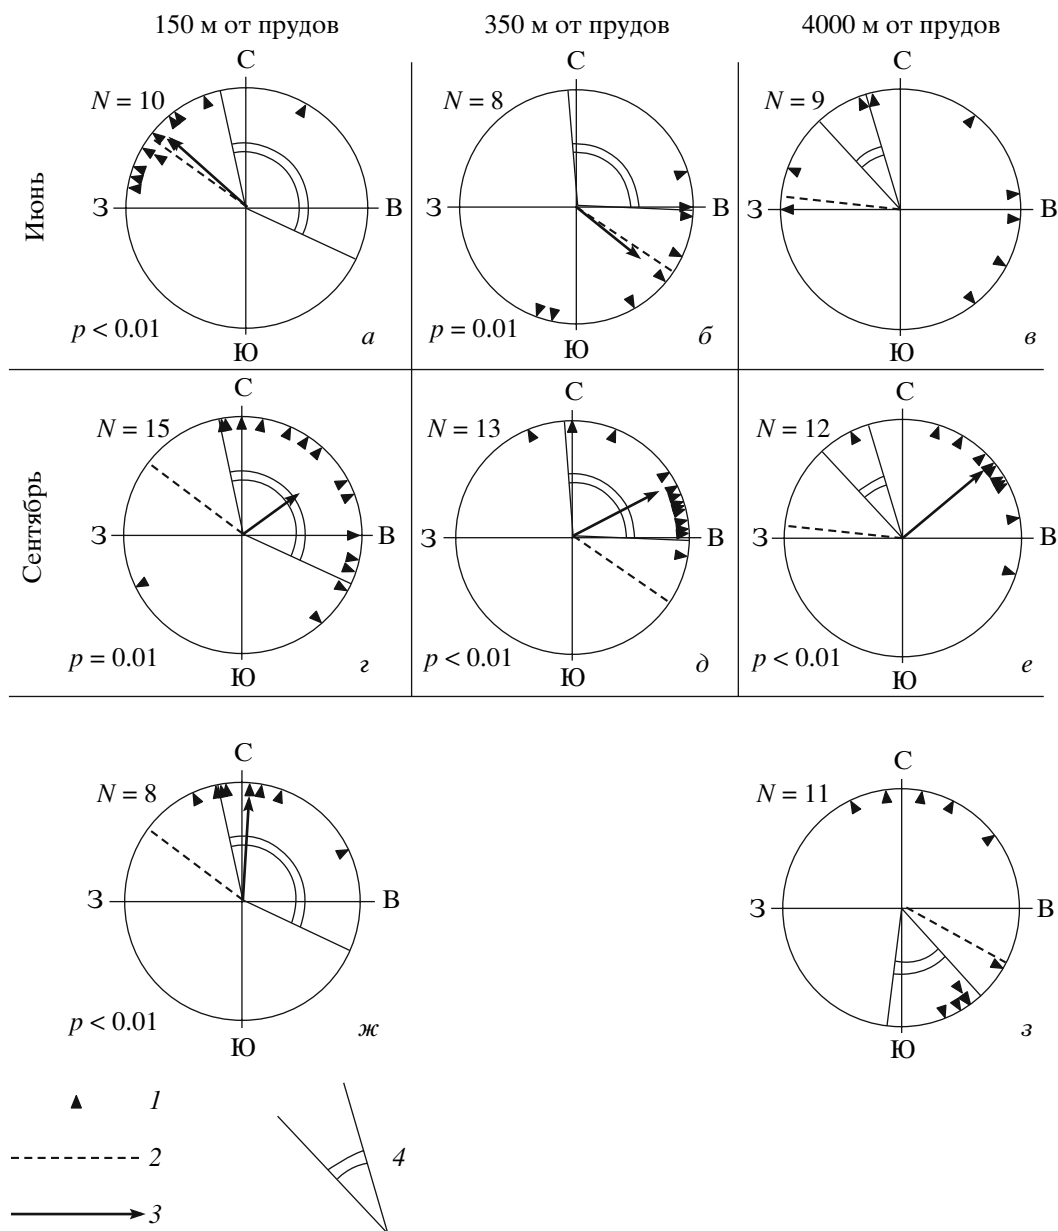 150 м от прудов
350 м от прудов
4000 м от прудов
Июнь
С
N = 10
З
В
p < 0.01
а
Ю
С
N = 8
З
В
p = 0.01
б
Ю
С
N = 9
З
В
в
Ю
Сентябрь
С
N = 15
З
В
p = 0.01
г
Ю
С
N = 13
З
В
p < 0.01
д
Ю
С
N = 12
З
В
p < 0.01
е
Ю
С
N = 8
З
В
p < 0.01
ж
Ю
С
N = 11
З
В
з
Ю
1
2
3
4